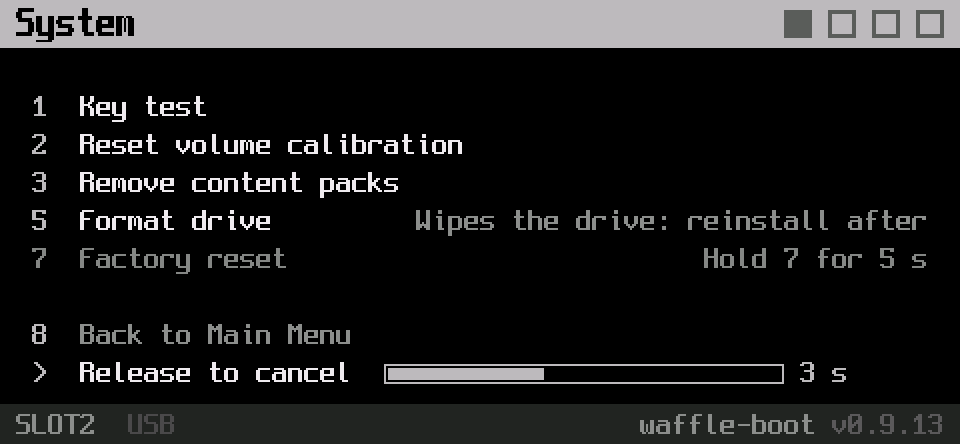 System
1 Key test
2 Reset volume calibration
3 Remove content packs
5 Format drive Wipes the drive: reinstall after
7 Factory reset Hold 7 for 5 s
8 Back to Main Menu
> Release to cancel 3 s
SLOT2 USB waffle-boot v0.9.13